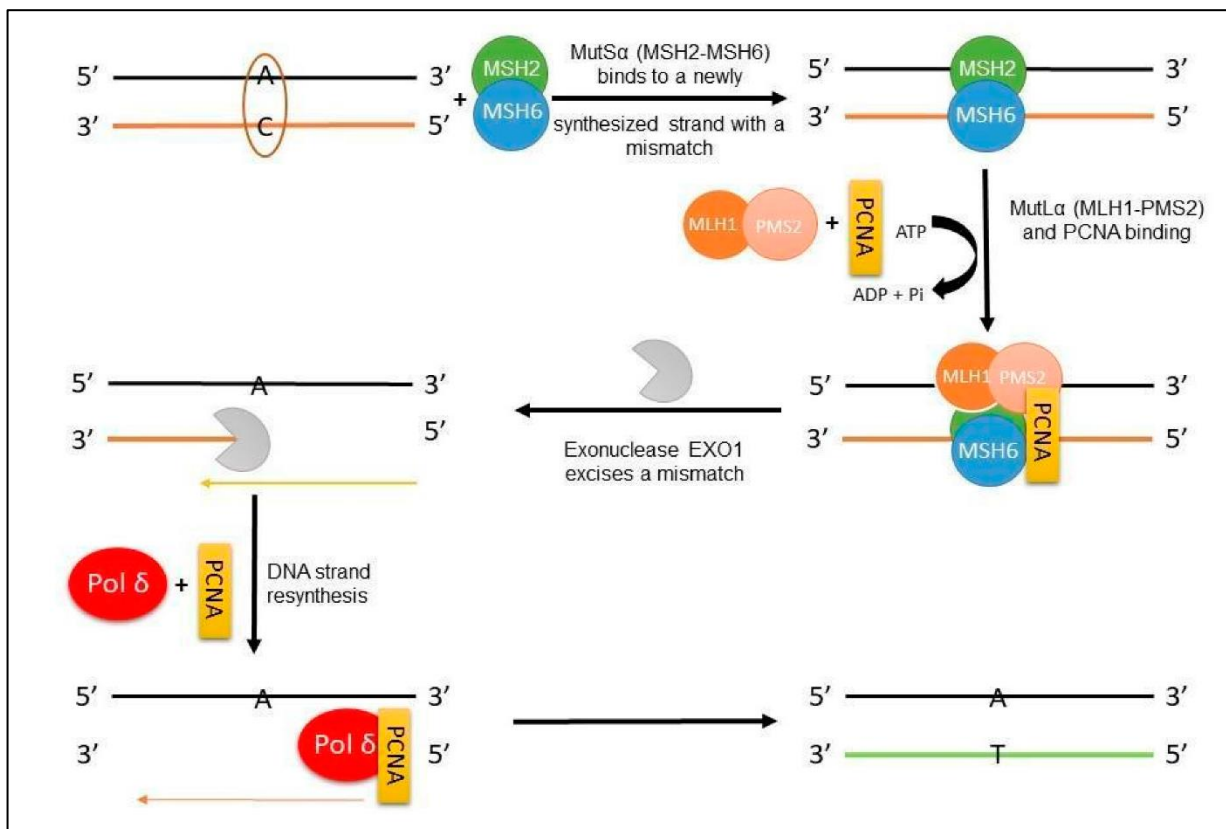 5’ A 3’
3’ C 5’
+
MSH2
MSH6
MutSα (MSH2-MSH6)
binds to a newly
synthesized strand with a
mismatch
5’ MSH2 3’
3’ MSH6 5’
MLH1 PMS2 + PCNA
ATP
ADP + Pi
MutLα (MLH1-PMS2)
and PCNA binding
5’ MLH1 PMS2 3’
3’ MSH6 PCNA 5’
Exonuclease EXO1
excises a mismatch
5’ A 3’
3’ 5’
Pol δ + PCNA
DNA strand
resynthesis
5’ A 3’
3’ Pol δ PCNA 5’
5’ A 3’
3’ T 5’